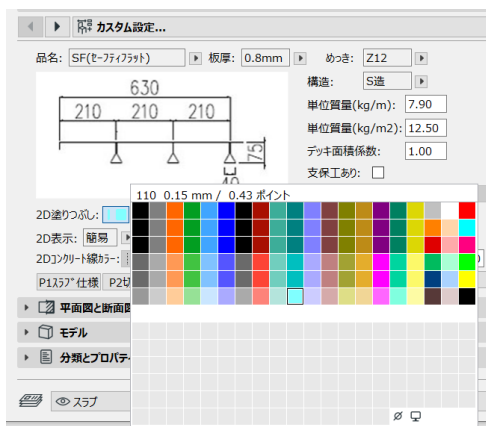 カスタム設定...
品名: SF(セーフティフラット) 板厚: 0.8mm めっき: Z12
630
210 210 210
75
構造: S造
単位質量(kg/m): 7.90
単位質量(kg/m2): 12.50
デッキ面積係数: 1.00
支保工あり:
110 0.15 mm / 0.43 ポイント
2D塗りつぶし:
2D表示: 簡易
2Dコンクリート線カラー:
P1スラブ仕様 P2
平面図と断面図
モデル
分類とプロパテ
スラブ